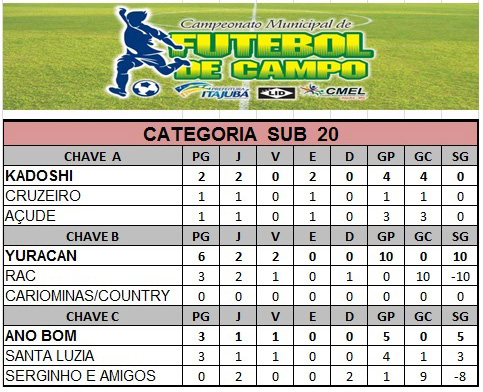 Campeonato Municipal de
FUTEBOL
DE CAMPO
PREFEITURA ITAJUBÁ LID CMEL
CATEGORIA SUB 20
CHAVE A PG J V E D GP GC SG
KADOSHI 2 2 0 2 0 4 4 0
CRUZEIRO 1 1 0 1 0 1 1 0
AÇUDE 1 1 0 1 0 3 3 0
CHAVE B PG J V E D GP GC SG
YURACAN 6 2 2 0 0 10 0 10
RAC 3 2 1 0 1 0 10 -10
CARIOMINAS/COUNTRY 0 0 0 0 0 0 0 0
CHAVE C PG J V E D GP GC SG
ANO BOM 3 1 1 0 0 5 0 5
SANTA LUZIA 3 1 1 0 0 4 1 3
SERGINHO E AMIGOS 0 2 0 0 2 1 9 -8